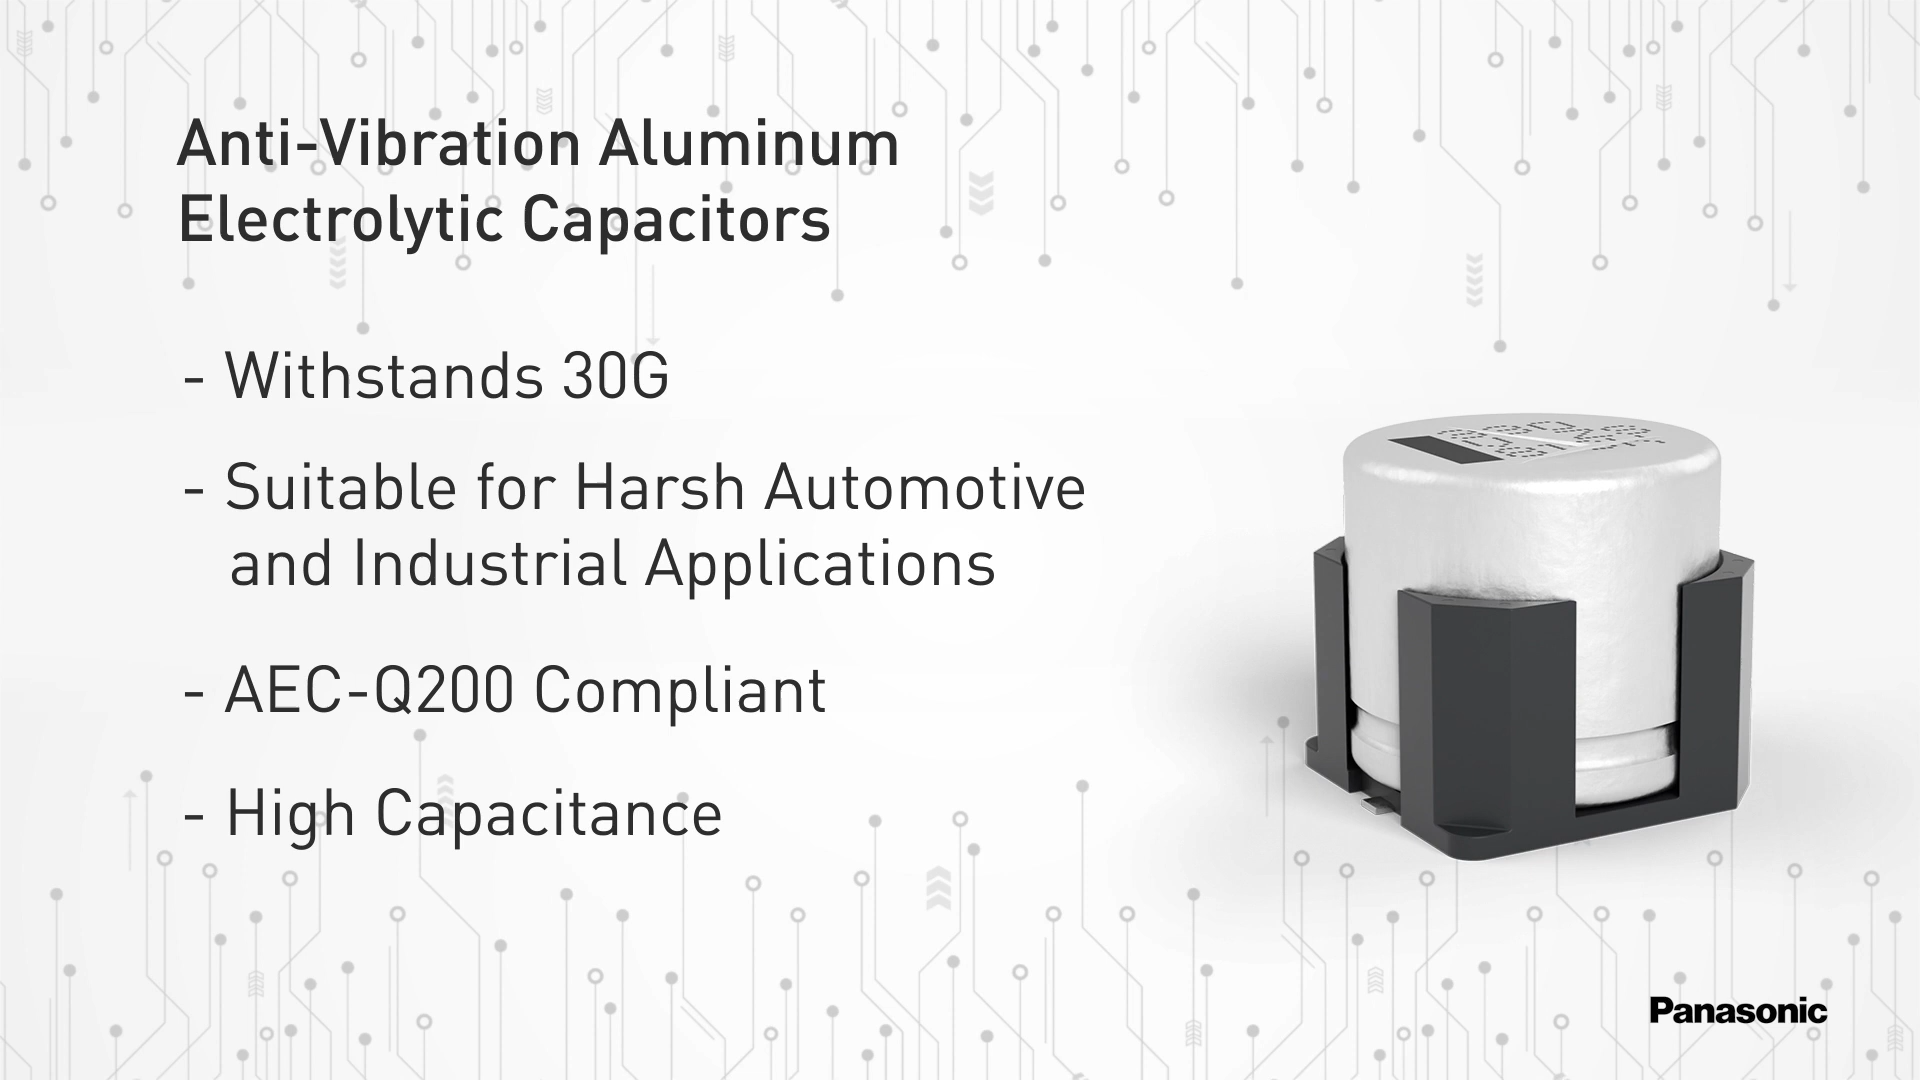 Anti-Vibration Aluminum
Electrolytic Capacitors
- Withstands 30G
- Suitable for Harsh Automotive
and Industrial Applications
- AEC-Q200 Compliant
- High Capacitance
Panasonic